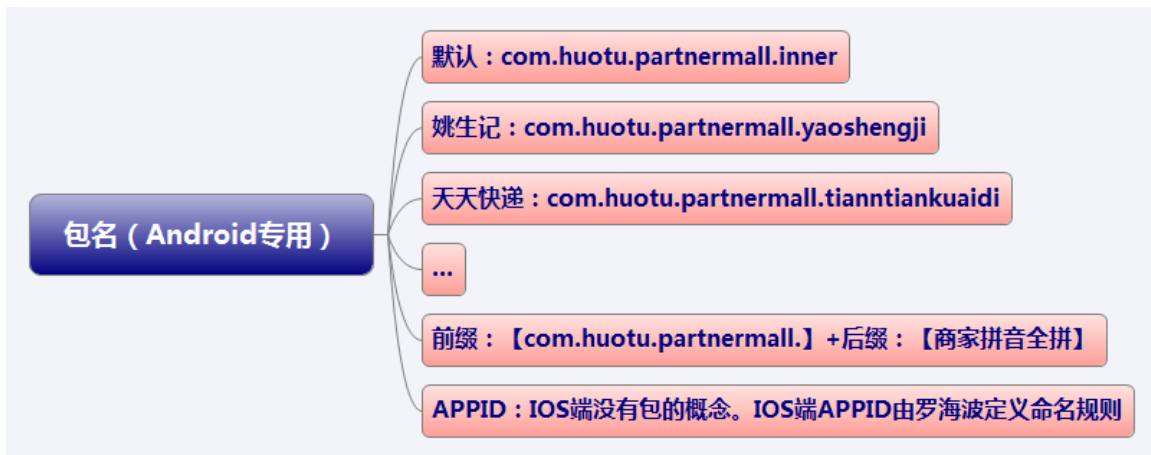 包名（Android专用）
默认：com.huotu.partnermall.inner
姚生记：com.huotu.partnermall.yaoshengji
天天快递：com.huotu.partnermall.tianntiankuaidi
...
前缀：【com.huotu.partnermall.】+后缀：【商家拼音全拼】
APPID：IOS端没有包的概念。IOS端APPID由罗海波定义命名规则